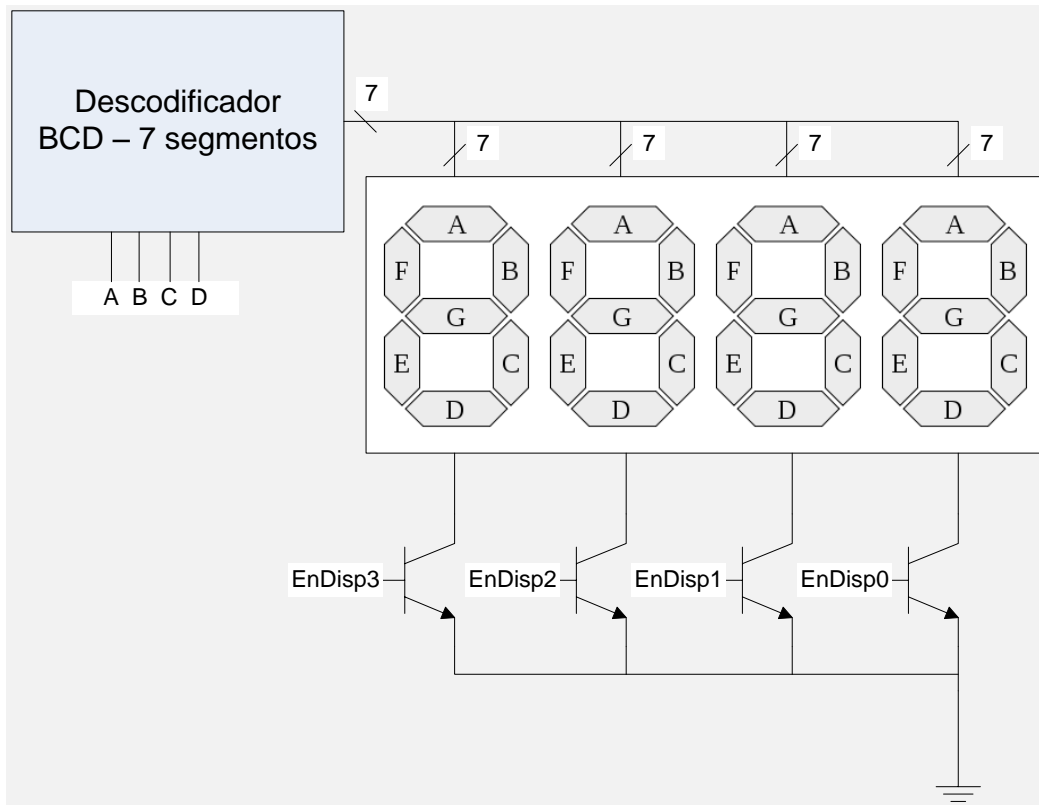 Descodificador
BCD – 7 segmentos
7
7 7 7 7
A B C D
A A A A
F B F B F B F B
G G G G
E C E C E C E C
D D D D
EnDisp3 EnDisp2 EnDisp1 EnDisp0